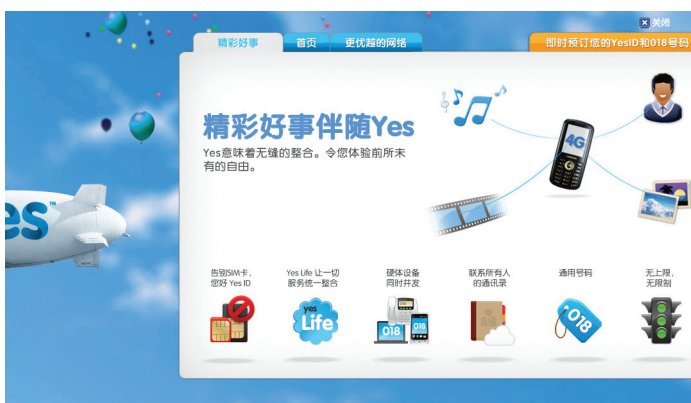 关闭
精彩好事
首页
更优越的网络
即时预订您的YesID和018号码
精彩好事伴随Yes
Yes意味着无缝的整合。令您体验前所未
有的自由。
4G
es™
告别SIM卡，
您好 Yes ID
Yes Life 让一切
服务统一整合
硬体设备
同时并发
联系所有人
的通讯录
通用号码
无上限，
无限制
yes
Life
018
018
018